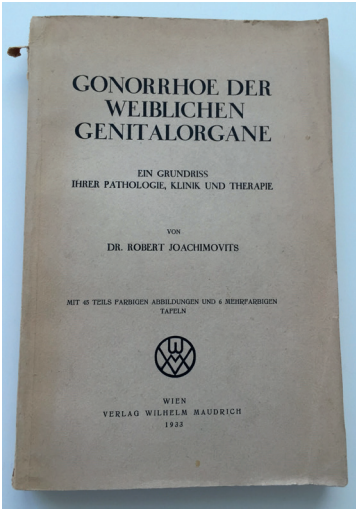 GONORRHOE DER
WEIBLICHEN
GENITALORGANE
EIN GRUNDRISS
IHRER PATHOLOGIE, KLINIK UND THERAPIE
VON
DR. ROBERT JOACHIMOVITS
MIT 45 TEILS FARBIGEN ABBILDUNGEN UND 6 MEHRFARBIGEN
TAFELN
WIEN
VERLAG WILHELM MAUDRICH
1933